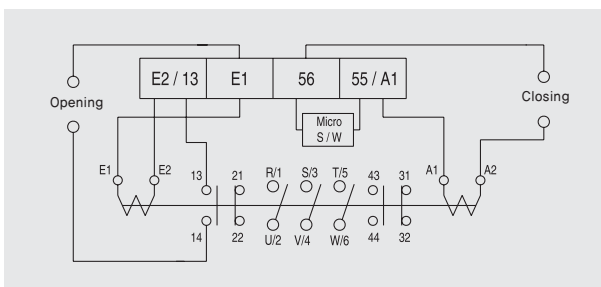 E2 / 13 E1 56 55 / A1
Opening
Closing
Micro
S / W
E1 E2 13 21 R/1 S/3 T/5 43 31 A1 A2
14 22 U/2 V/4 W/6 44 32